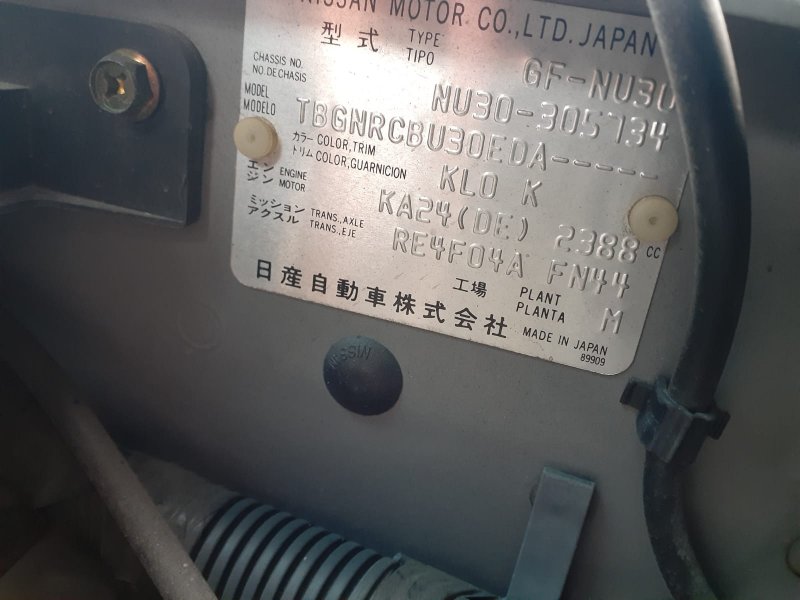 NISSAN MOTOR CO.,LTD. JAPAN
型式 TYPE TIPO GF-NU30
CHASSIS NO. NO. DE CHASIS NU30-305734
MODEL MODELO TBGNRCBU30EDA-----
カラー トリム COLOR,TRIM COLOR,GUARNICION KL0 K
エンジン ENGINE MOTOR KA24(DE) 2388 cc
ミッション アクスル TRANS.,AXLE TRANS.,EJE RE4F04A FN44
工場 PLANT PLANTA M
日産自動車株式会社 MADE IN JAPAN
89909
NISSAN